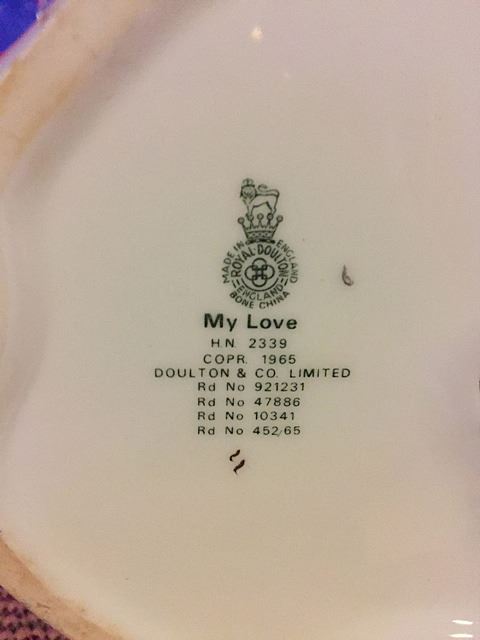 MADE IN ENGLAND
ROYAL·DOULTON
ENGLAND
BONE CHINA
My Love
H.N. 2339
COPR. 1965
DOULTON & CO. LIMITED
Rd No 921231
Rd No 47886
Rd No 10341
Rd No 452/65